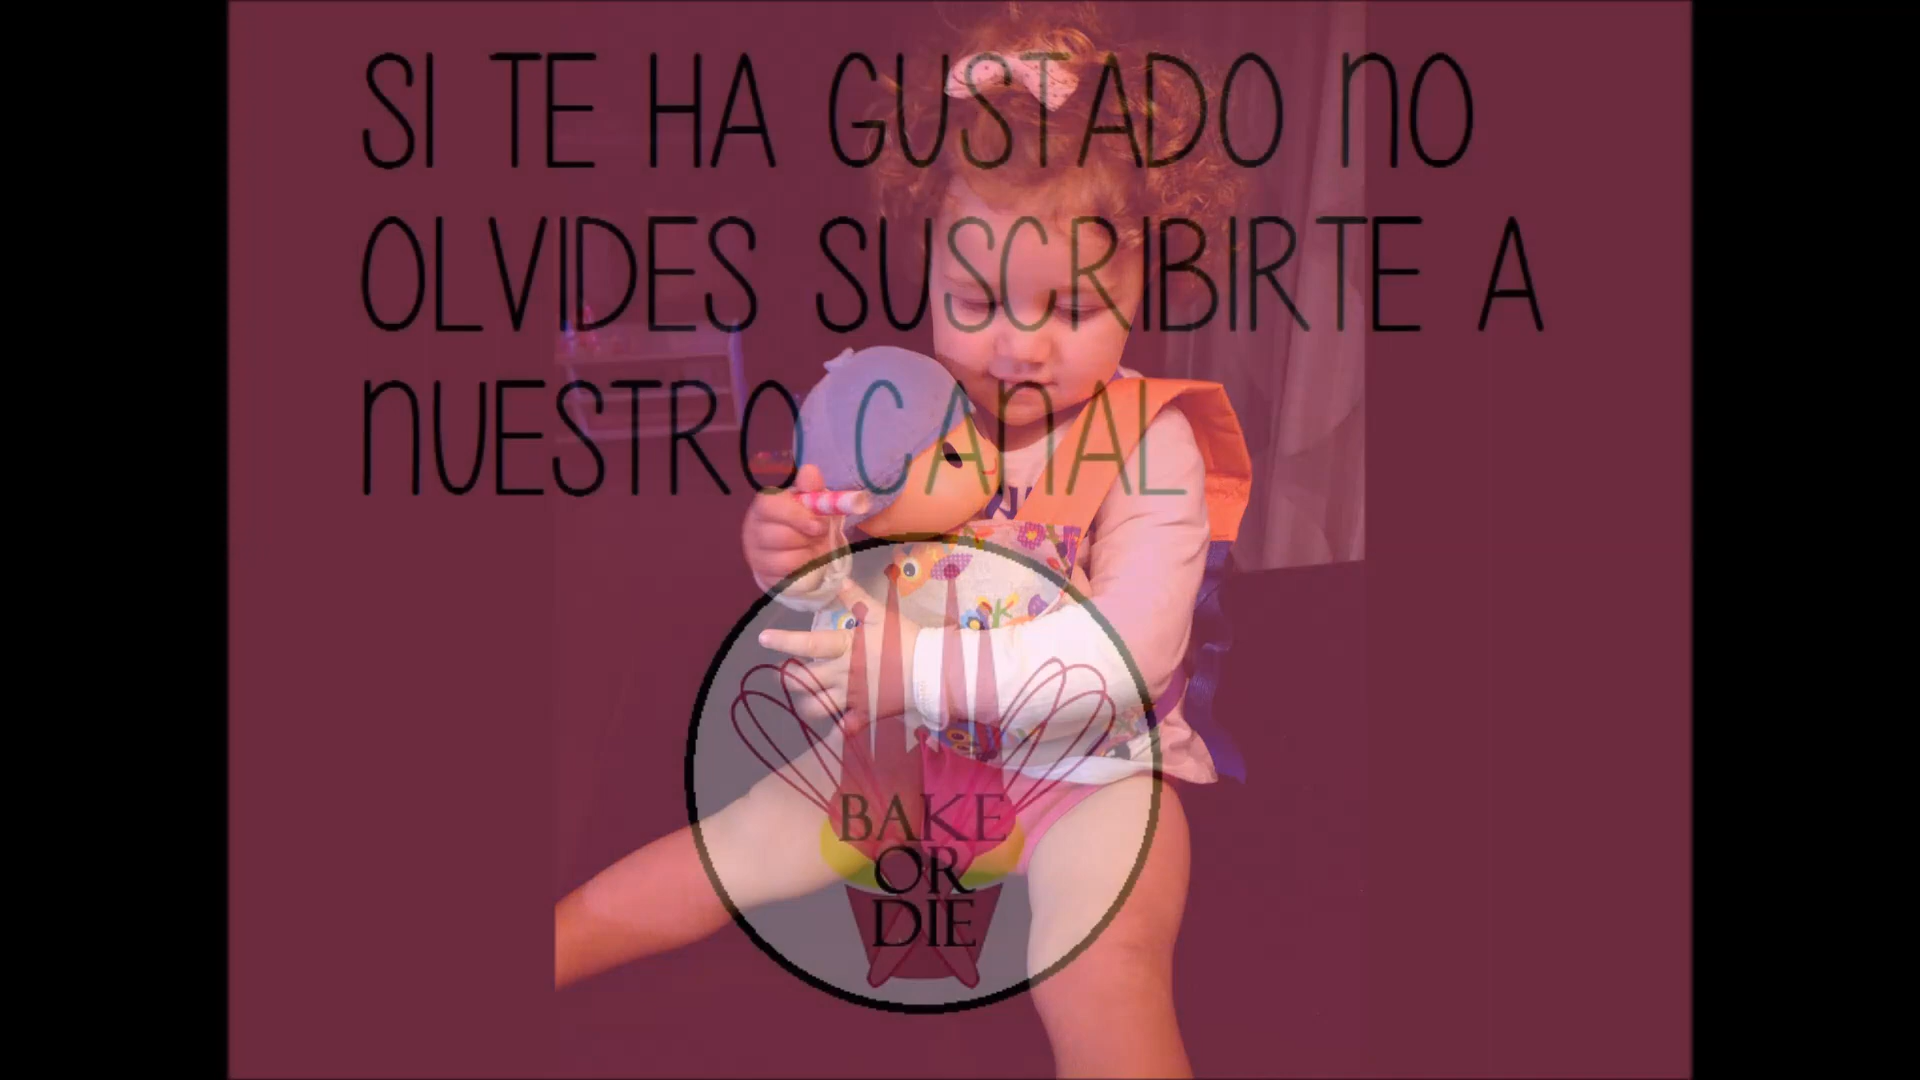 SI TE HA GUSTADO NO
OLVIDES SUSCRIBIRTE A
NUESTRO CANAL
BAKE
OR
DIE